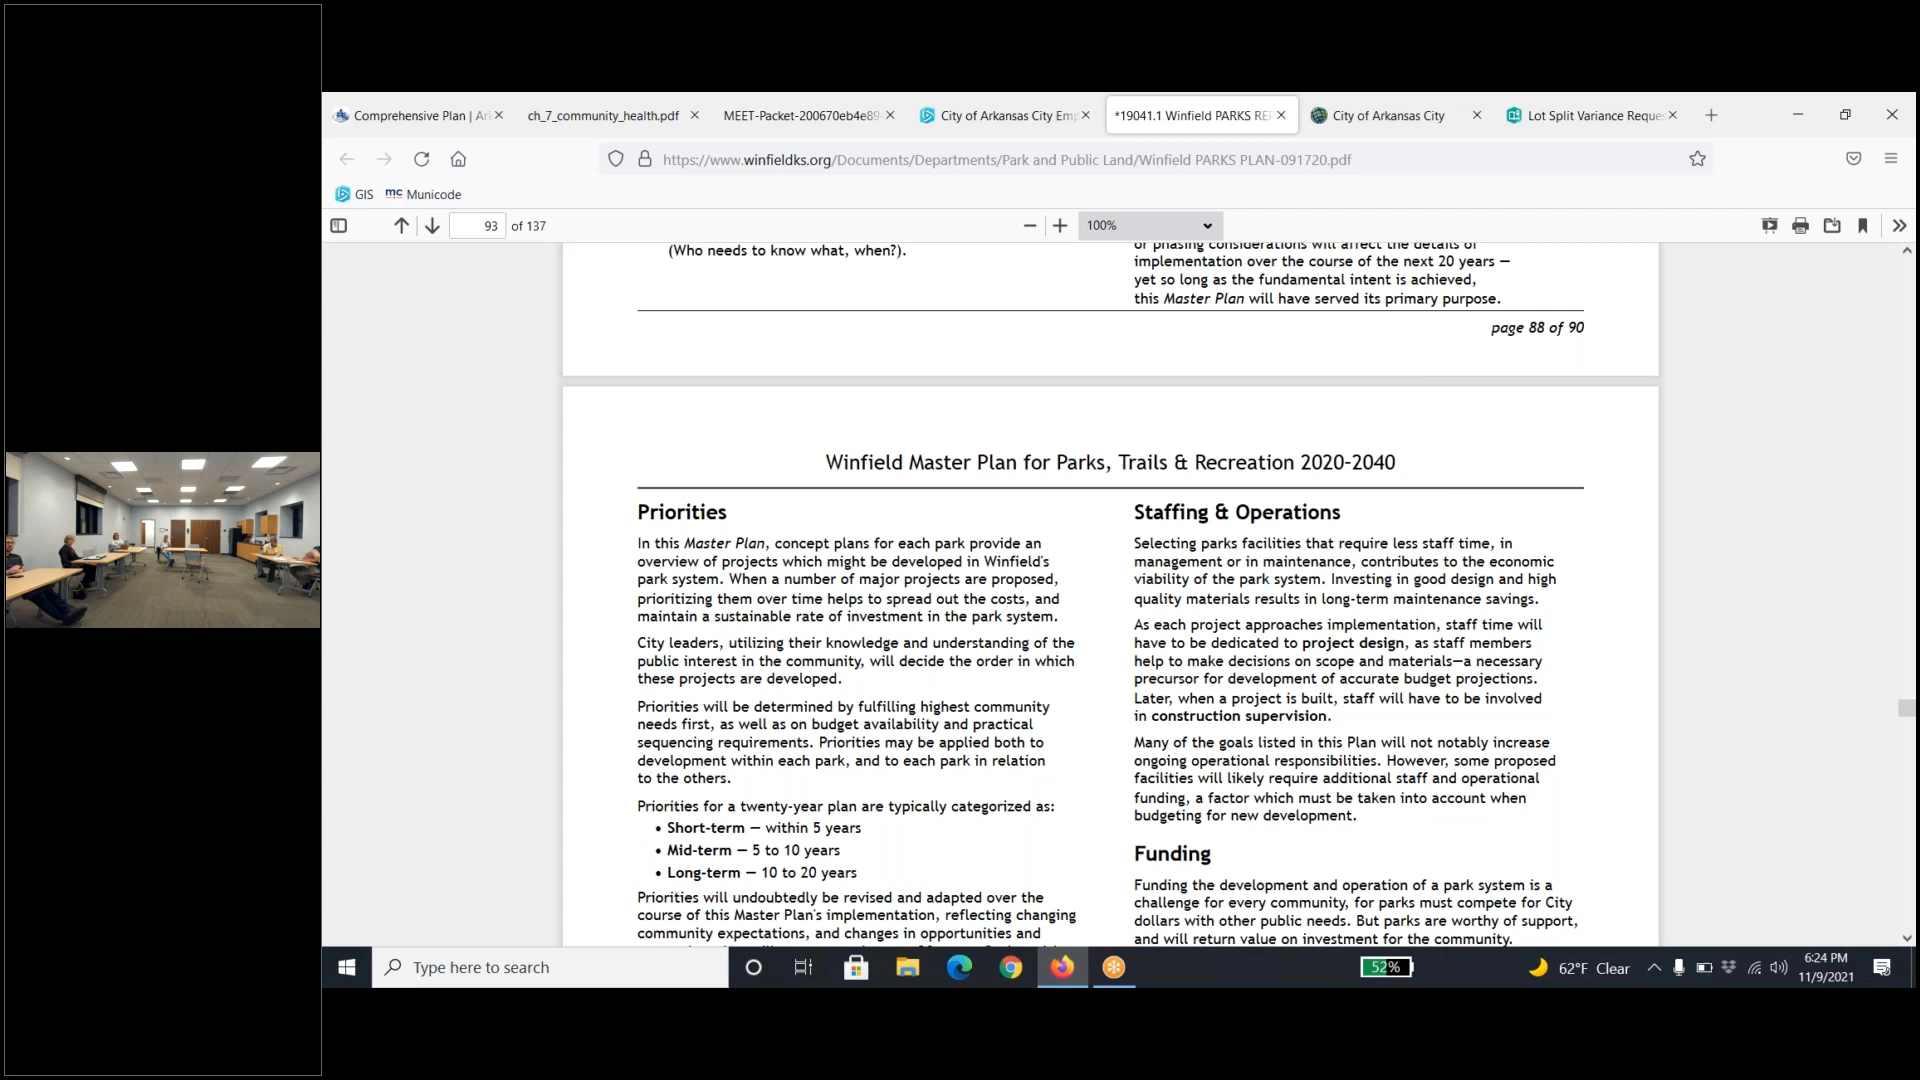 Comprehensive Plan | Ar
ch_7_community_health.pdf
MEET-Packet-200670eb4e89
City of Arkansas City Emp
*19041.1 Winfield PARKS REP
City of Arkansas City
Lot Split Variance Reques
https://www.winfieldks.org/Documents/Departments/Park and Public Land/Winfield PARKS PLAN-091720.pdf
GIS
mc Municode
93 of 137
100%
(Who needs to know what, when?).
or phasing considerations will affect the details of
implementation over the course of the next 20 years —
yet so long as the fundamental intent is achieved,
this Master Plan will have served its primary purpose.
page 88 of 90
Winfield Master Plan for Parks, Trails & Recreation 2020-2040
Priorities
In this Master Plan, concept plans for each park provide an
overview of projects which might be developed in Winfield's
park system. When a number of major projects are proposed,
prioritizing them over time helps to spread out the costs, and
maintain a sustainable rate of investment in the park system.
City leaders, utilizing their knowledge and understanding of the
public interest in the community, will decide the order in which
these projects are developed.
Priorities will be determined by fulfilling highest community
needs first, as well as on budget availability and practical
sequencing requirements. Priorities may be applied both to
development within each park, and to each park in relation
to the others.
Priorities for a twenty-year plan are typically categorized as:
• Short-term — within 5 years
• Mid-term — 5 to 10 years
• Long-term — 10 to 20 years
Priorities will undoubtedly be revised and adapted over the
course of this Master Plan's implementation, reflecting changing
community expectations, and changes in opportunities and
Staffing & Operations
Selecting parks facilities that require less staff time, in
management or in maintenance, contributes to the economic
viability of the park system. Investing in good design and high
quality materials results in long-term maintenance savings.
As each project approaches implementation, staff time will
have to be dedicated to project design, as staff members
help to make decisions on scope and materials—a necessary
precursor for development of accurate budget projections.
Later, when a project is built, staff will have to be involved
in construction supervision.
Many of the goals listed in this Plan will not notably increase
ongoing operational responsibilities. However, some proposed
facilities will likely require additional staff and operational
funding, a factor which must be taken into account when
budgeting for new development.
Funding
Funding the development and operation of a park system is a
challenge for every community, for parks must compete for City
dollars with other public needs. But parks are worthy of support,
and will return value on investment for the community.
Type here to search
52%
62°F Clear
6:24 PM
11/9/2021